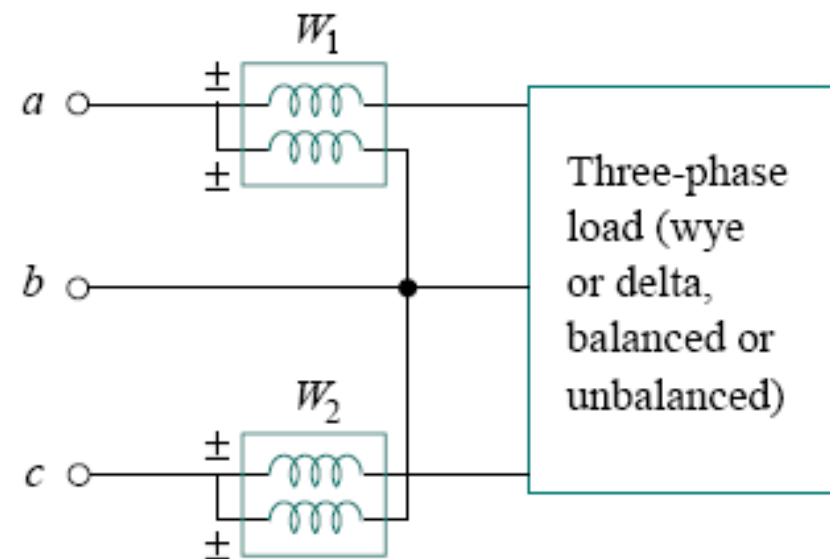 W₁
±
a
±
Three-phase
load (wye
or delta,
balanced or
unbalanced)
b
W₂
±
c
±